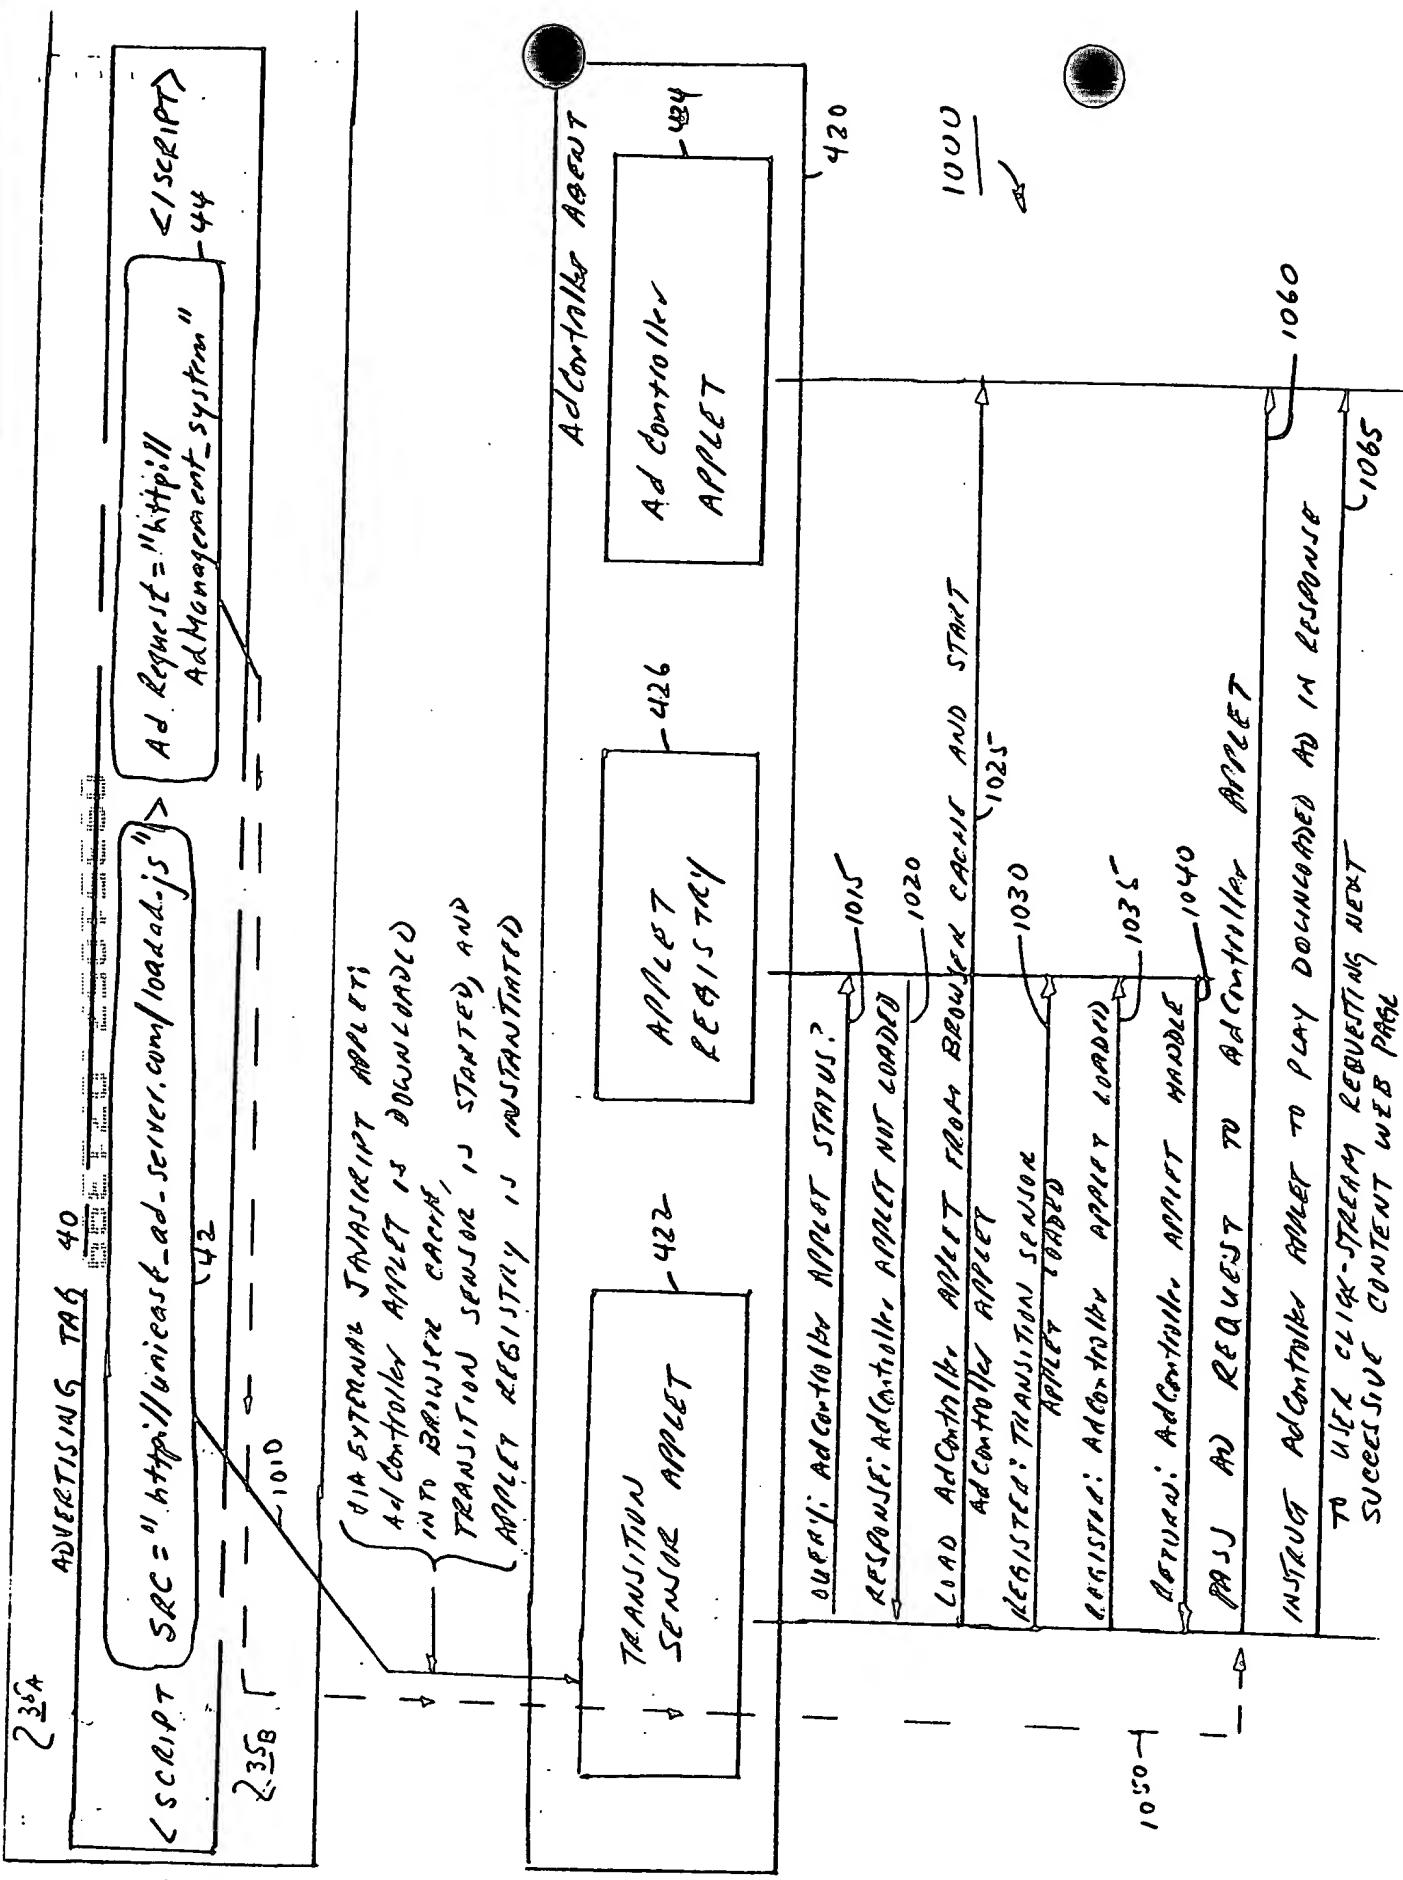 35A
ADVERTISING TAG 40
<SCRIPT SRC="http://unicast_ad_server.com/loadad.js"> Ad Request="http:// </SCRIPT>
AdManagement_system"
42
44
35B
1010
VIA EXTERNAL JAVASCRIPT APPLET;
AdController APPLET IS DOWNLOADED
INTO BROWSER CACHE,
TRANSITION SENSOR IS STARTED, AND
APPLET REGISTRY IS INSTANTIATED
AdController AGENT
TRANSITION
SENSOR APPLET
422
APPLET
REGISTRY
426
Ad Controller
APPLET
424
420
QUERY: AdController APPLET STATUS?
1015
RESPONSE: AdController APPLET NOT LOADED
1020
LOAD AdController APPLET FROM BROWSER CACHE AND START
AdController APPLET
1025
REGISTER: TRANSITION SENSOR
APPLET LOADED
1030
REGISTER: AdController APPLET LOADED
1035
RETURN: AdController APPLET HANDLE
1040
PASS AD REQUEST TO AdController APPLET
1060
INSTRUCT AdController APPLET TO PLAY DOWNLOADED AD IN RESPONSE
TO USER CLICK-STREAM REQUESTING NEXT
SUCCESSIVE CONTENT WEB PAGE
1065
1050
1000